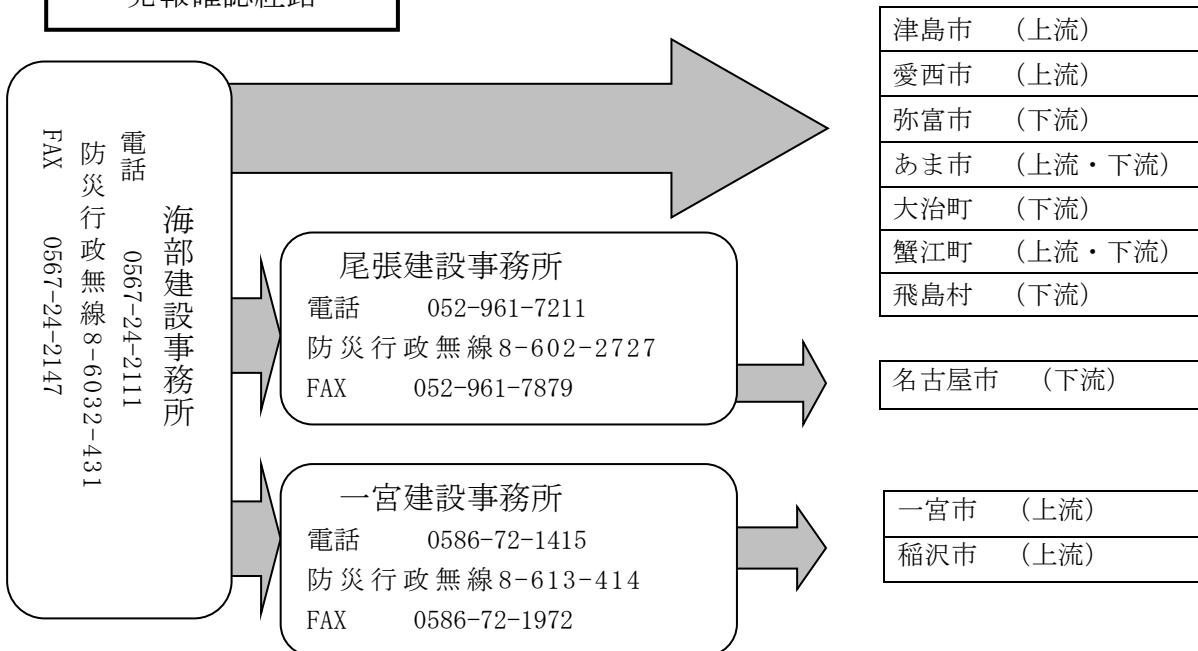 発報確認経路
海部建設事務所
電話 0567-24-2111
防災行政無線8-6032-431
FAX 0567-24-2147
尾張建設事務所
電話 052-961-7211
防災行政無線8-602-2727
FAX 052-961-7879
一宮建設事務所
電話 0586-72-1415
防災行政無線8-613-414
FAX 0586-72-1972
津島市 （上流）
愛西市 （上流）
弥富市 （下流）
あま市 （上流・下流）
大治町 （下流）
蟹江町 （上流・下流）
飛島村 （下流）
名古屋市 （下流）
一宮市 （上流）
稲沢市 （上流）